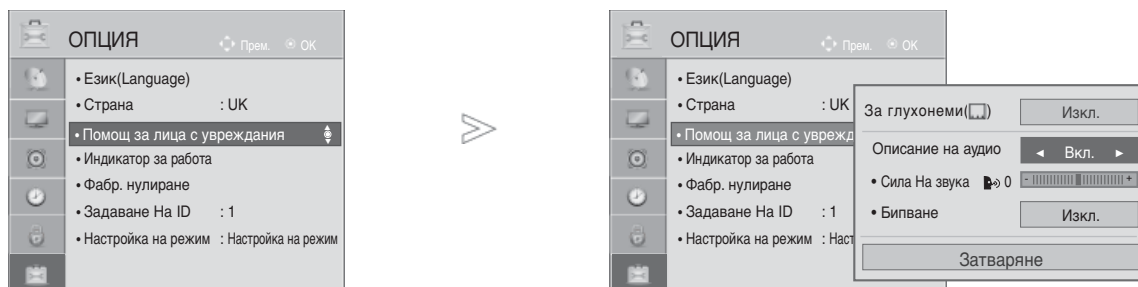 ОПЦИЯ Прем. ОК
• Език(Language)
• Страна : UK
• Помощ за лица с увреждания
• Индикатор за работа
• Фабр. нулиране
• Задаване На ID : 1
• Настройка на режим : Настройка на режим
ОПЦИЯ Прем. ОК
• Език(Language)
• Страна : UK
• Помощ за лица с уврежд
• Индикатор за работа
• Фабр. нулиране
• Задаване На ID : 1
• Настройка на режим : Наст
За глухонеми( ) Изкл.
Описание на аудио ◄ Вкл. ►
• Сила На звука 0 - +
• Бипване Изкл.
Затваряне